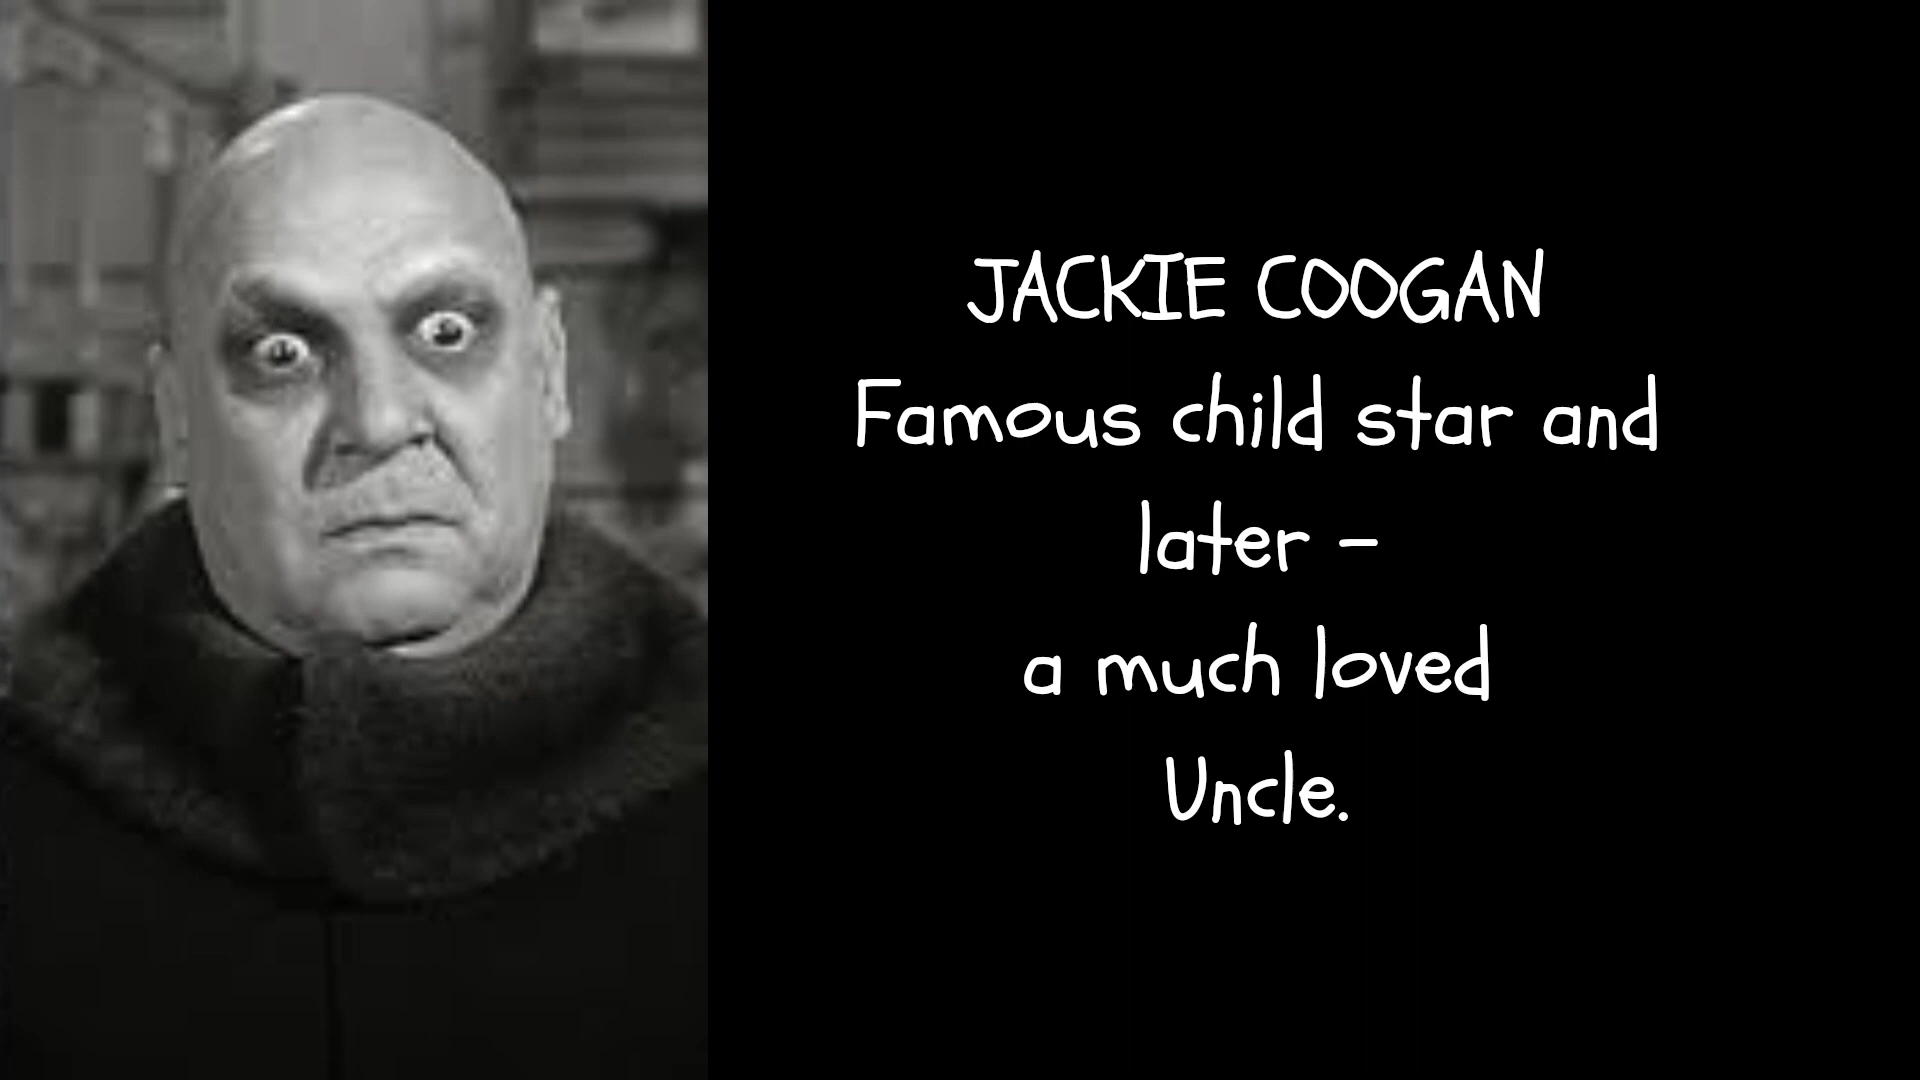 JACKIE COOGAN
Famous child star and
later -
a much loved
Uncle.